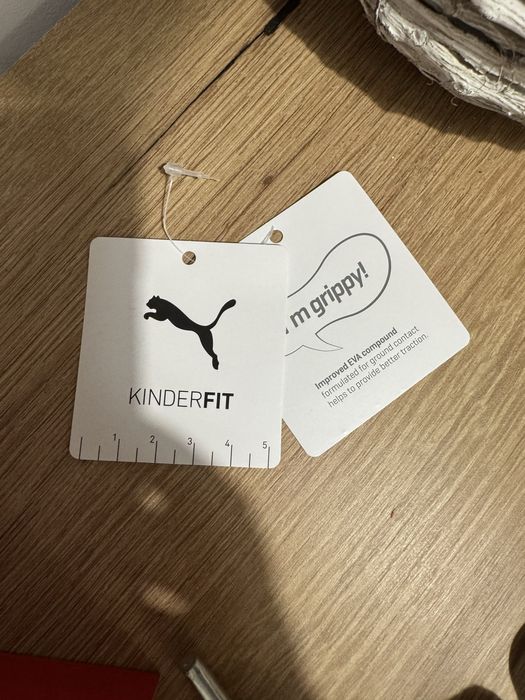 KINDERFIT
1 2 3 4 5
I'm grippy!
Improved EVA compound
formulated for ground contact
helps to provide better traction.